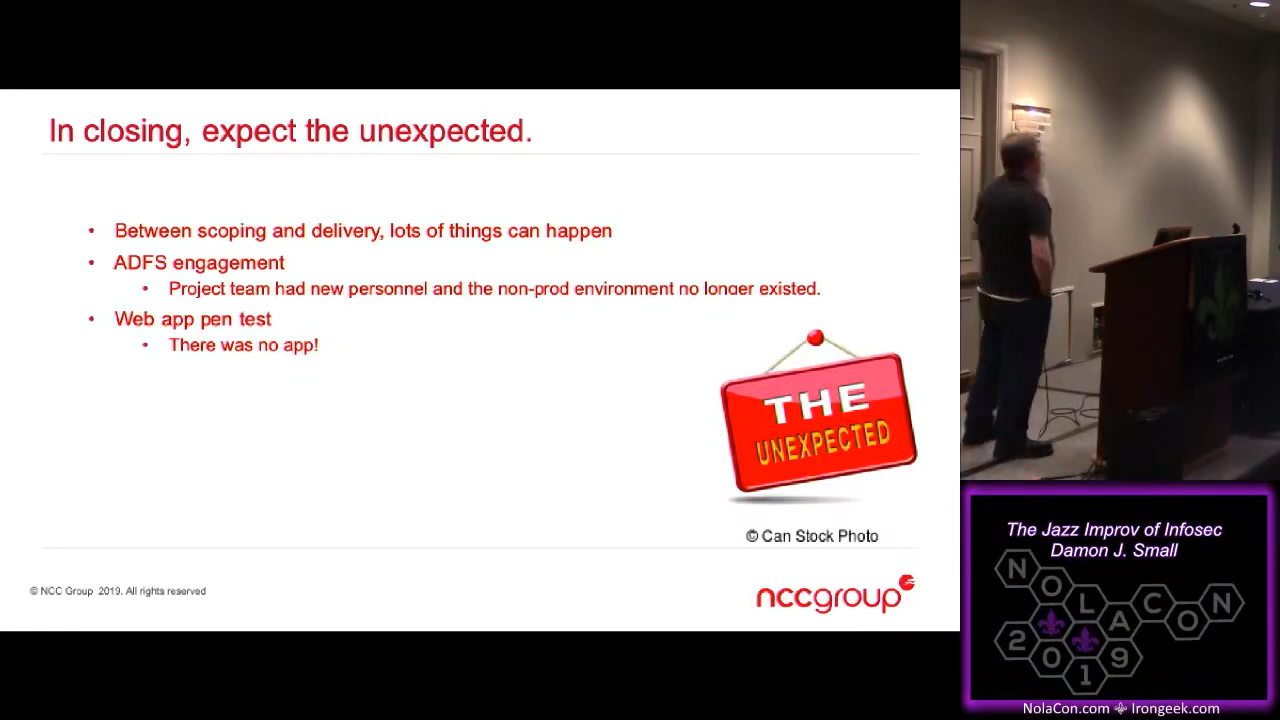 In closing, expect the unexpected.
• Between scoping and delivery, lots of things can happen
• ADFS engagement
• Project team had new personnel and the non-prod environment no longer existed.
• Web app pen test
• There was no app!
THE
UNEXPECTED
© Can Stock Photo
© NCC Group 2019. All rights reserved
nccgroup
The Jazz Improv of Infosec
Damon J. Small
NOLACON
2019
NolaCon.com Irongeek.com